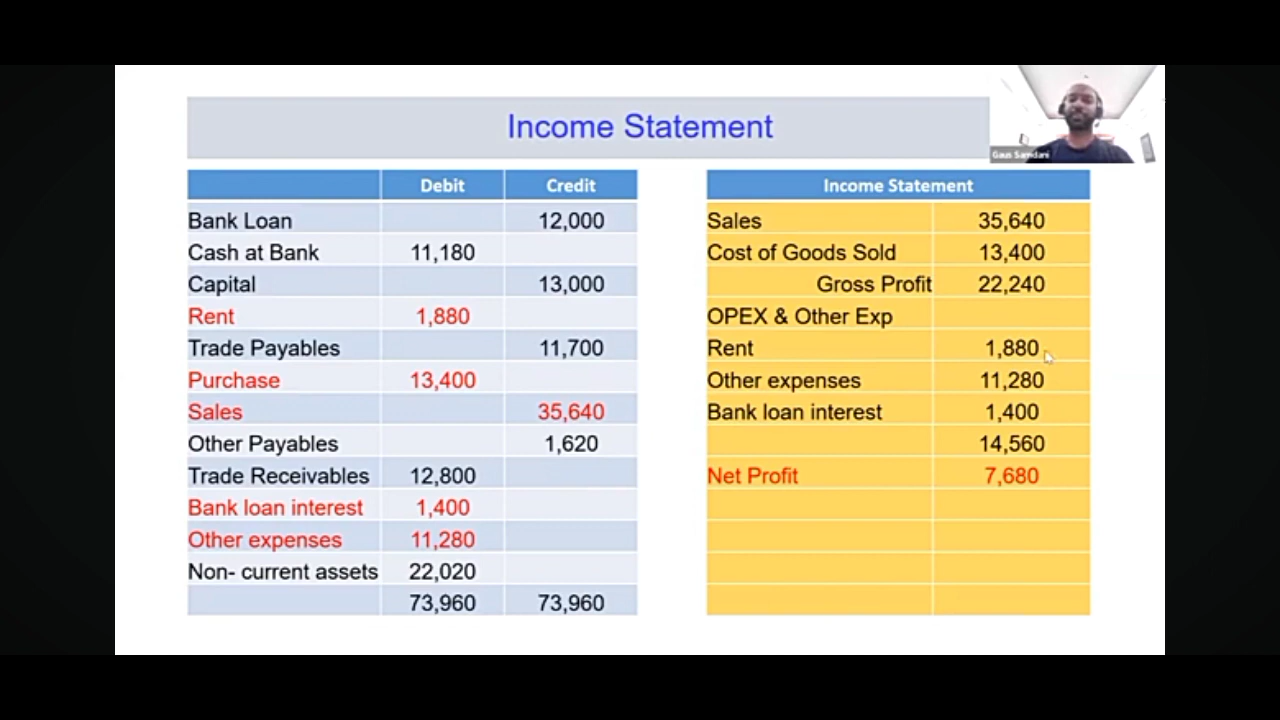 Income Statement
Gaus Samdani
Debit Credit
Bank Loan 12,000
Cash at Bank 11,180
Capital 13,000
Rent 1,880
Trade Payables 11,700
Purchase 13,400
Sales 35,640
Other Payables 1,620
Trade Receivables 12,800
Bank loan interest 1,400
Other expenses 11,280
Non- current assets 22,020
73,960 73,960
Income Statement
Sales 35,640
Cost of Goods Sold 13,400
Gross Profit 22,240
OPEX & Other Exp
Rent 1,880
Other expenses 11,280
Bank loan interest 1,400
14,560
Net Profit 7,680